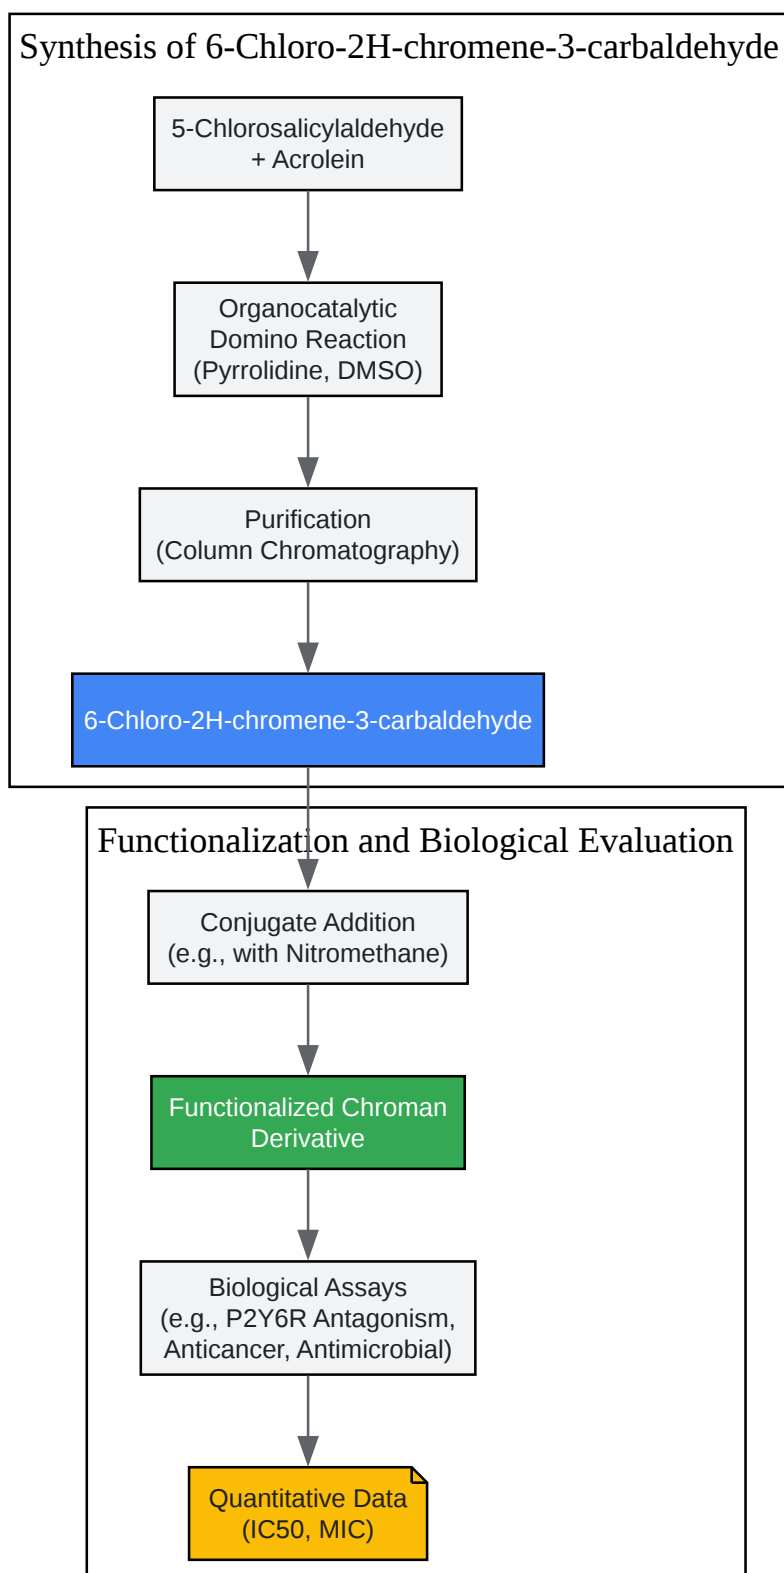 Synthesis of 6-Chloro-2H-chromene-3-carbaldehyde
5-Chlorosalicylaldehyde
+ Acrolein
Organocatalytic
Domino Reaction
(Pyrrolidine, DMSO)
Purification
(Column Chromatography)
6-Chloro-2H-chromene-3-carbaldehyde
Functionalization and Biological Evaluation
Conjugate Addition
(e.g., with Nitromethane)
Functionalized Chroman
Derivative
Biological Assays
(e.g., P2Y6R Antagonism,
Anticancer, Antimicrobial)
Quantitative Data
(IC50, MIC)